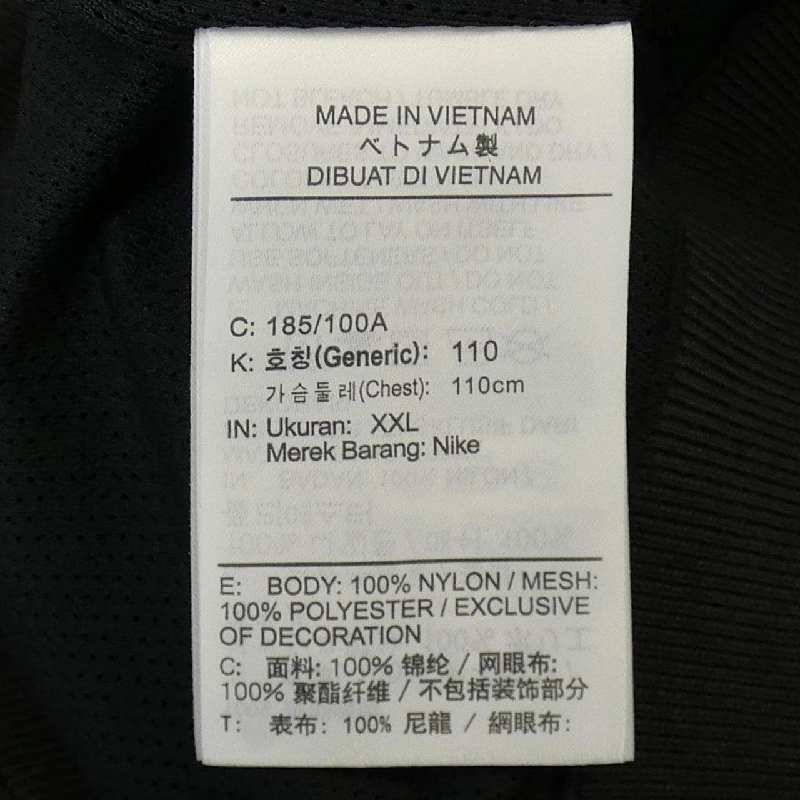 MADE IN VIETNAM
ベトナム製
DIBUAT DI VIETNAM
C: 185/100A
K: 호칭(Generic): 110
가슴둘레(Chest): 110cm
IN: Ukuran: XXL
Merek Barang: Nike
E: BODY: 100% NYLON / MESH:
100% POLYESTER / EXCLUSIVE
OF DECORATION
C: 面料: 100% 锦纶 / 网眼布:
100% 聚酯纤维 / 不包括装饰部分
T: 表布: 100% 尼龍 / 網眼布: